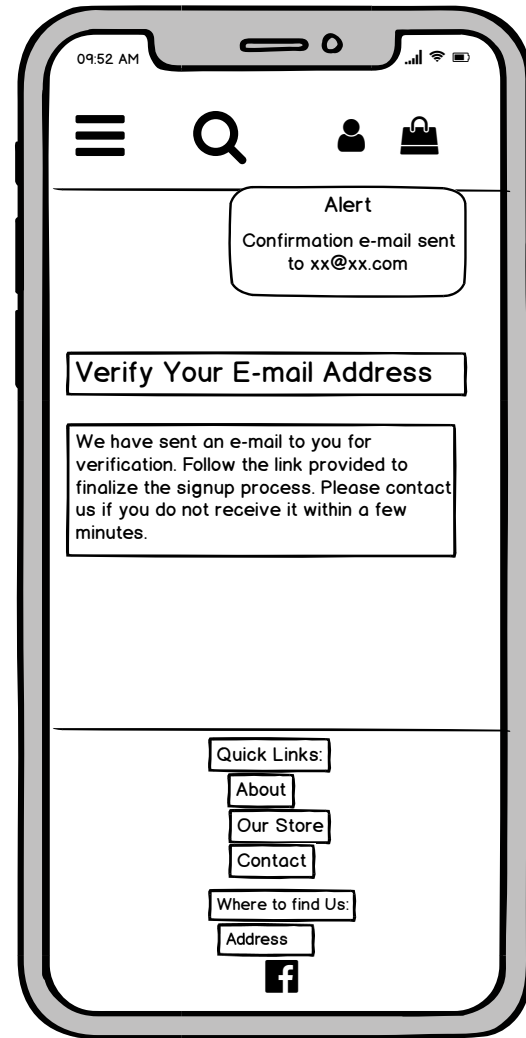 09:52 AM
Alert
Confirmation e-mail sent
to xx@xx.com
Verify Your E-mail Address
We have sent an e-mail to you for
verification. Follow the link provided to
finalize the signup process. Please contact
us if you do not receive it within a few
minutes.
Quick Links:
About
Our Store
Contact
Where to find Us:
Address